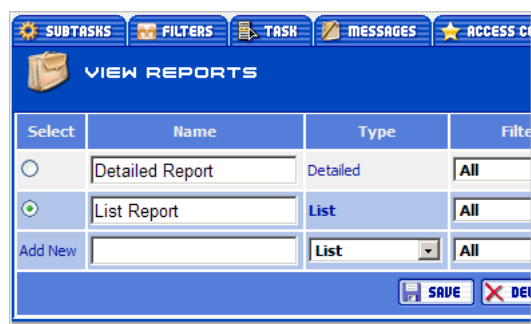 SUBTASKS FILTERS TASK MESSAGES ACCESS
VIEW REPORTS
Select Name Type
Detailed Report Detailed All
List Report List All
Add New List All
SAVE